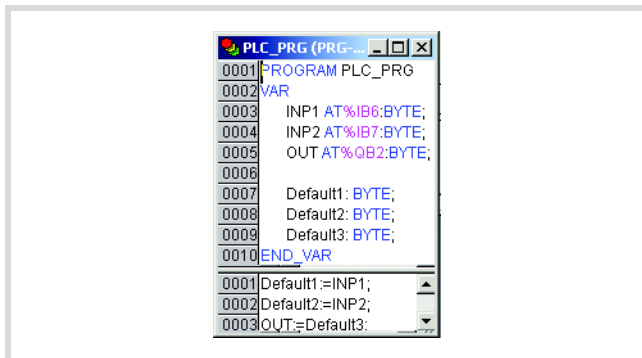 PLC_PRG (PRG-...
0001 PROGRAM PLC_PRG
0002 VAR
0003 INP1 AT%IB6:BYTE;
0004 INP2 AT%IB7:BYTE;
0005 OUT AT%QB2:BYTE;
0006
0007 Default1: BYTE;
0008 Default2: BYTE;
0009 Default3: BYTE;
0010 END_VAR
0001 Default1:=INP1;
0002 Default2:=INP2;
0003 OUT:=Default3: